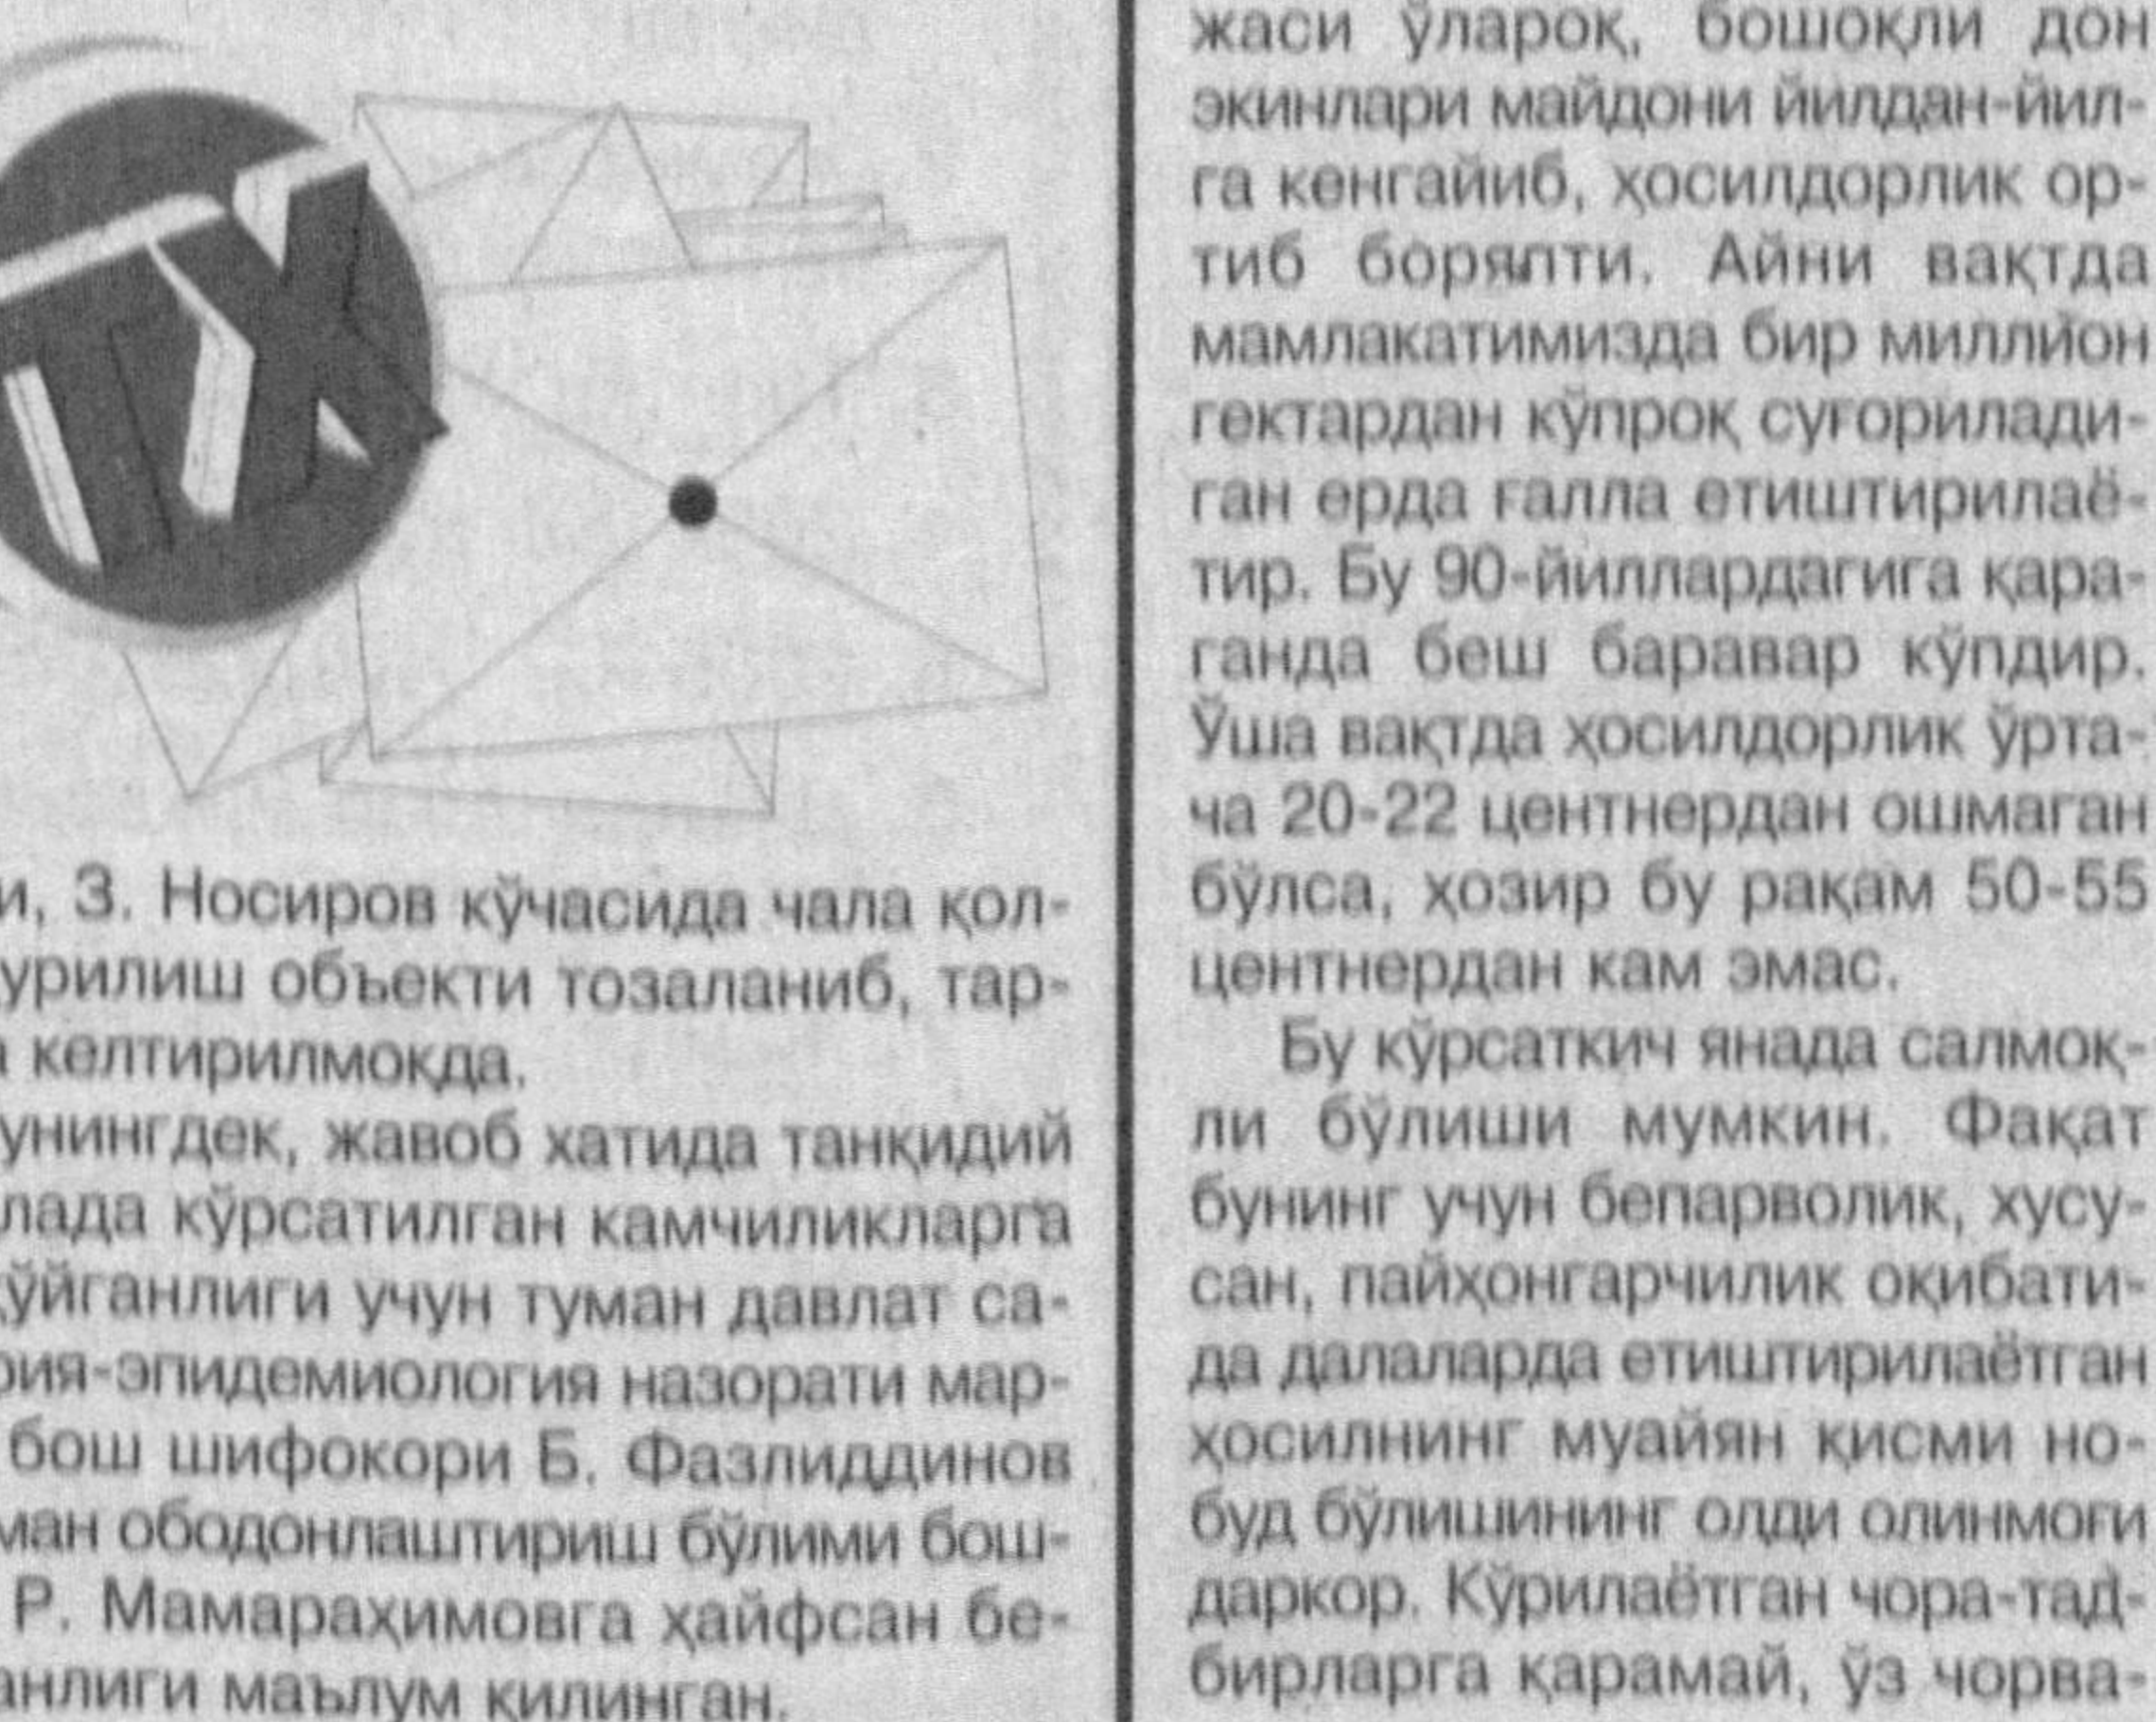 ТХ
и, З. Носиров кўчасида чала қол-
урилиш объекти тозаланиб, тар-
келтирилмоқда.
унингдек, жавоб хатида танқидий
лада кўрсатилган камчиликларга
қўйганлиги учун туман давлат са-
рия-эпидемиология назорати мар-
бош шифокори Б. Фазлиддинов
ман ободонлаштириш бўлими бош-
Р. Мамараҳимовга ҳайфсан бе-
анлиги маълум қилинган.
жаси ўлароқ, бошоқли дон
экинлари майдони йилдан-йил-
га кенгайиб, ҳосилдорлик ор-
тиб боряпти. Айни вақтда
мамлакатимизда бир миллион
гектардан кўпроқ суғорилади-
ган ерда ғалла етиштирилаё-
тир. Бу 90-йиллардагига қара-
ганда беш баравар кўпдир.
Ўша вақтда ҳосилдорлик ўрта-
ча 20-22 центнердан ошмаган
бўлса, ҳозир бу рақам 50-55
центнердан кам эмас.
Бу кўрсаткич янада салмоқ-
ли бўлиши мумкин. Фақат
бунинг учун бепарволик, хусу-
сан, пайҳонгарчилик оқибати-
да далаларда етиштирилаётган
ҳосилнинг муайян қисми но-
буд бўлишининг олди олинмоғи
даркор. Кўрилаётган чора-тад-
бирларга қарамай, ўз чорва-